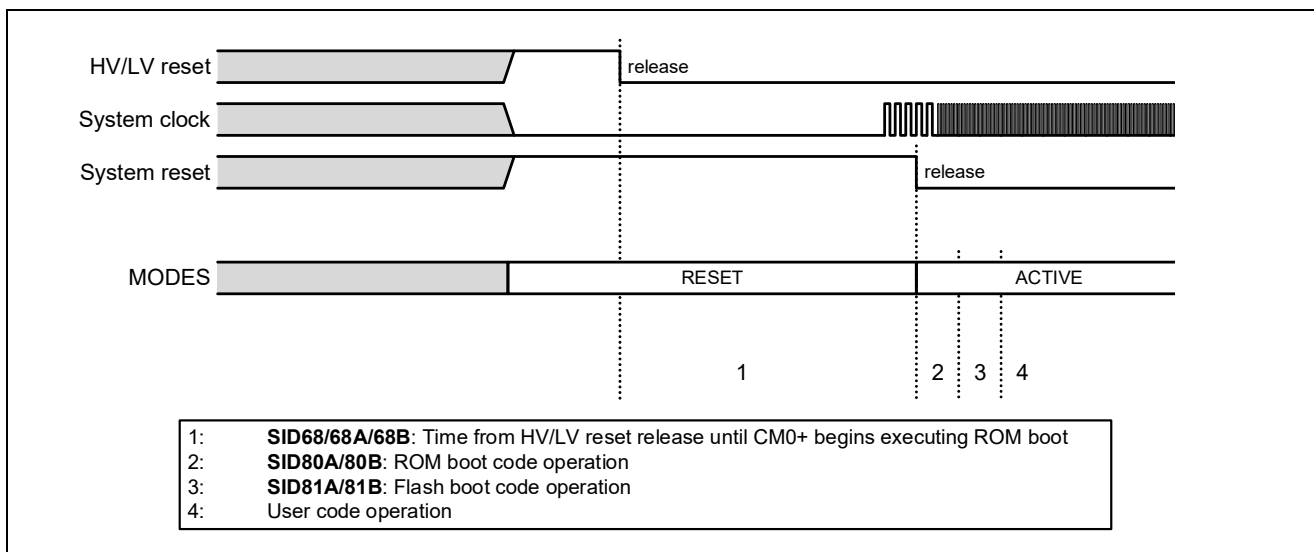 HV/LV reset
release
System clock
System reset
release
MODES
RESET
ACTIVE
1
2
3
4
1: SID68/68A/68B: Time from HV/LV reset release until CM0+ begins executing ROM boot
2: SID80A/80B: ROM boot code operation
3: SID81A/81B: Flash boot code operation
4: User code operation